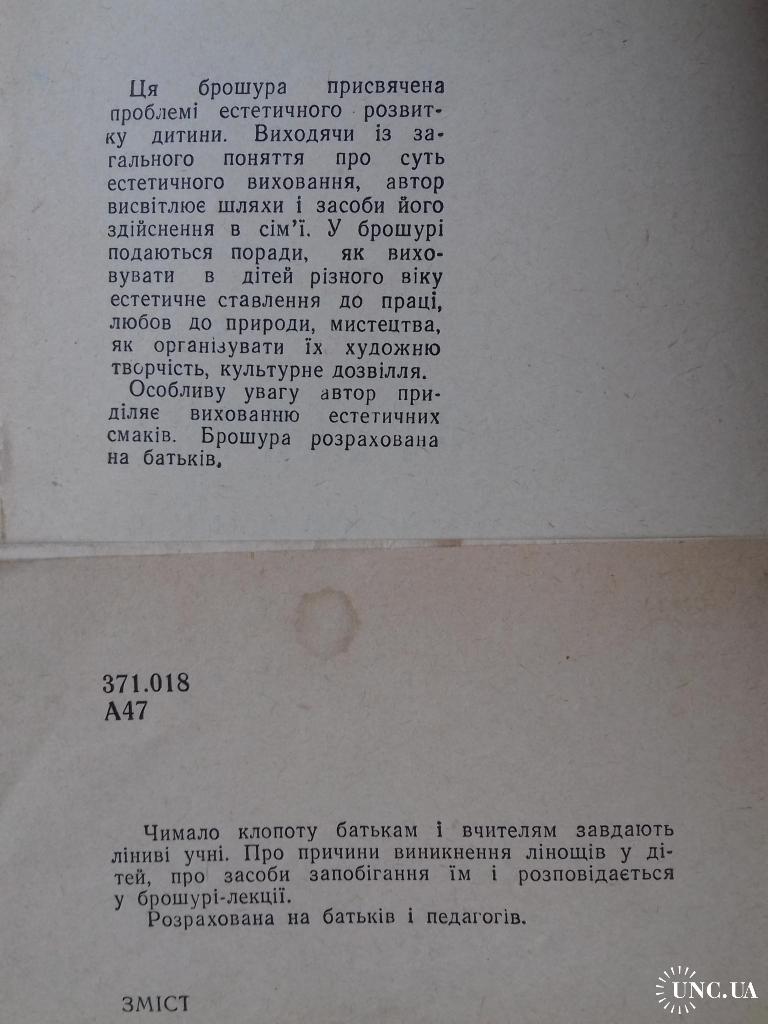 Ця брошура присвячена
проблемі естетичного розвит-
ку дитини. Виходячи із за-
гального поняття про суть
естетичного виховання, автор
висвітлює шляхи і засоби його
здійснення в сім'ї. У брошурі
подаються поради, як вихо-
вувати в дітей різного віку
естетичне ставлення до праці,
любов до природи, мистецтва,
як організувати їх художню
творчість, культурне дозвілля.
Особливу увагу автор при-
діляє вихованню естетичних
смаків. Брошура розрахована
на батьків.
371.018
А47
Чимало клопоту батькам і вчителям завдають
ліниві учні. Про причини виникнення лінощів у ді-
тей, про засоби запобігання їм і розповідається
у брошурі-лекції.
Розрахована на батьків і педагогів.
ЗМІСТ
UNC.UA